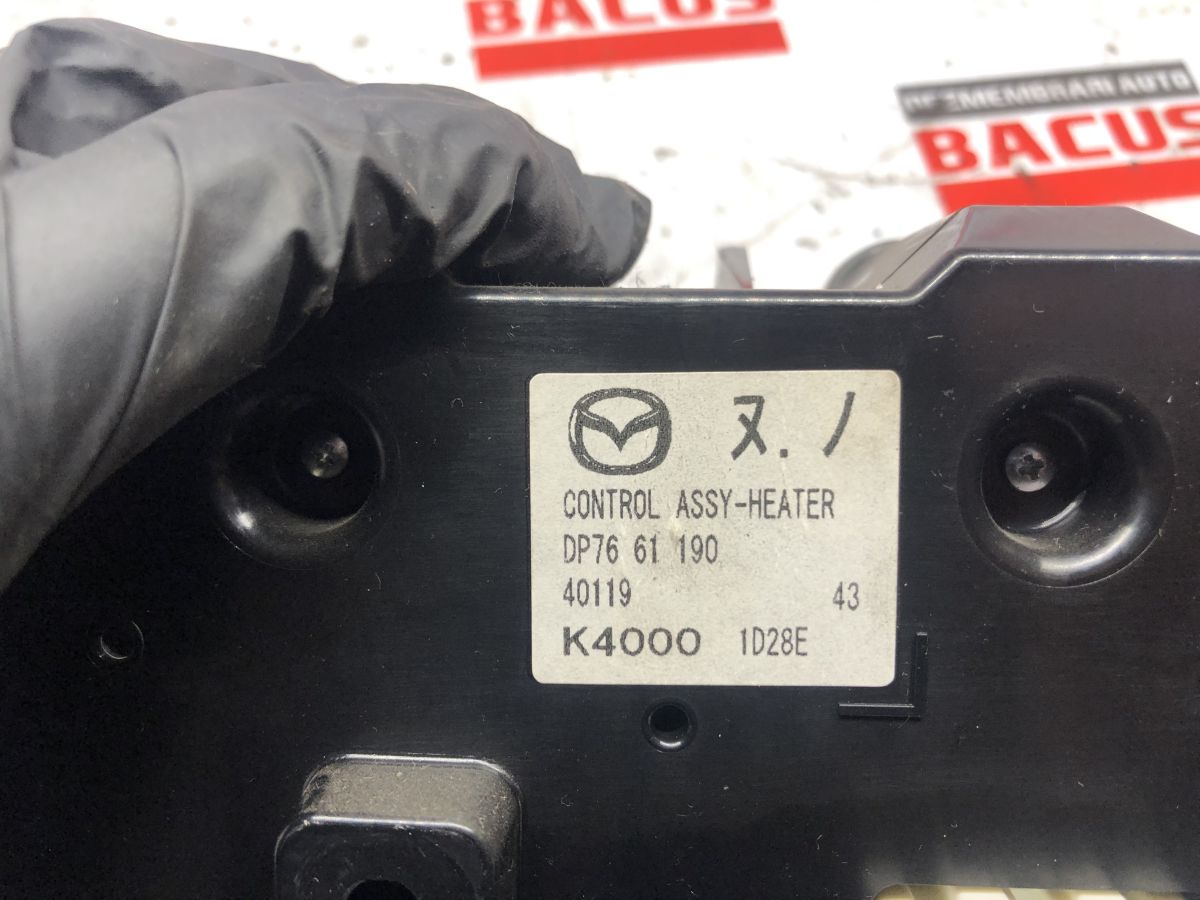 BACUS
DEZMEMBRARI AUTO
BACUS
ヌ.ノ
CONTROL ASSY-HEATER
DP76 61 190
40119 43
K4000 1D28E